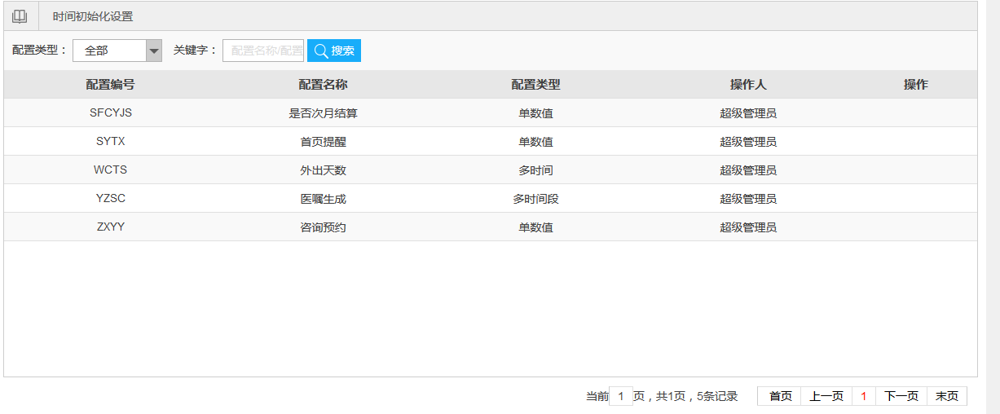 时间初始化设置
配置类型： 全部 关键字： 配置名称/配置 搜索
配置编号 配置名称 配置类型 操作人 操作
SFCYJS 是否次月结算 单数值 超级管理员
SYTX 首页提醒 单数值 超级管理员
WCTS 外出天数 多时间 超级管理员
YZSC 医嘱生成 多时间段 超级管理员
ZXYY 咨询预约 单数值 超级管理员
当前 1 页，共1页，5条记录 首页 上一页 1 下一页 末页